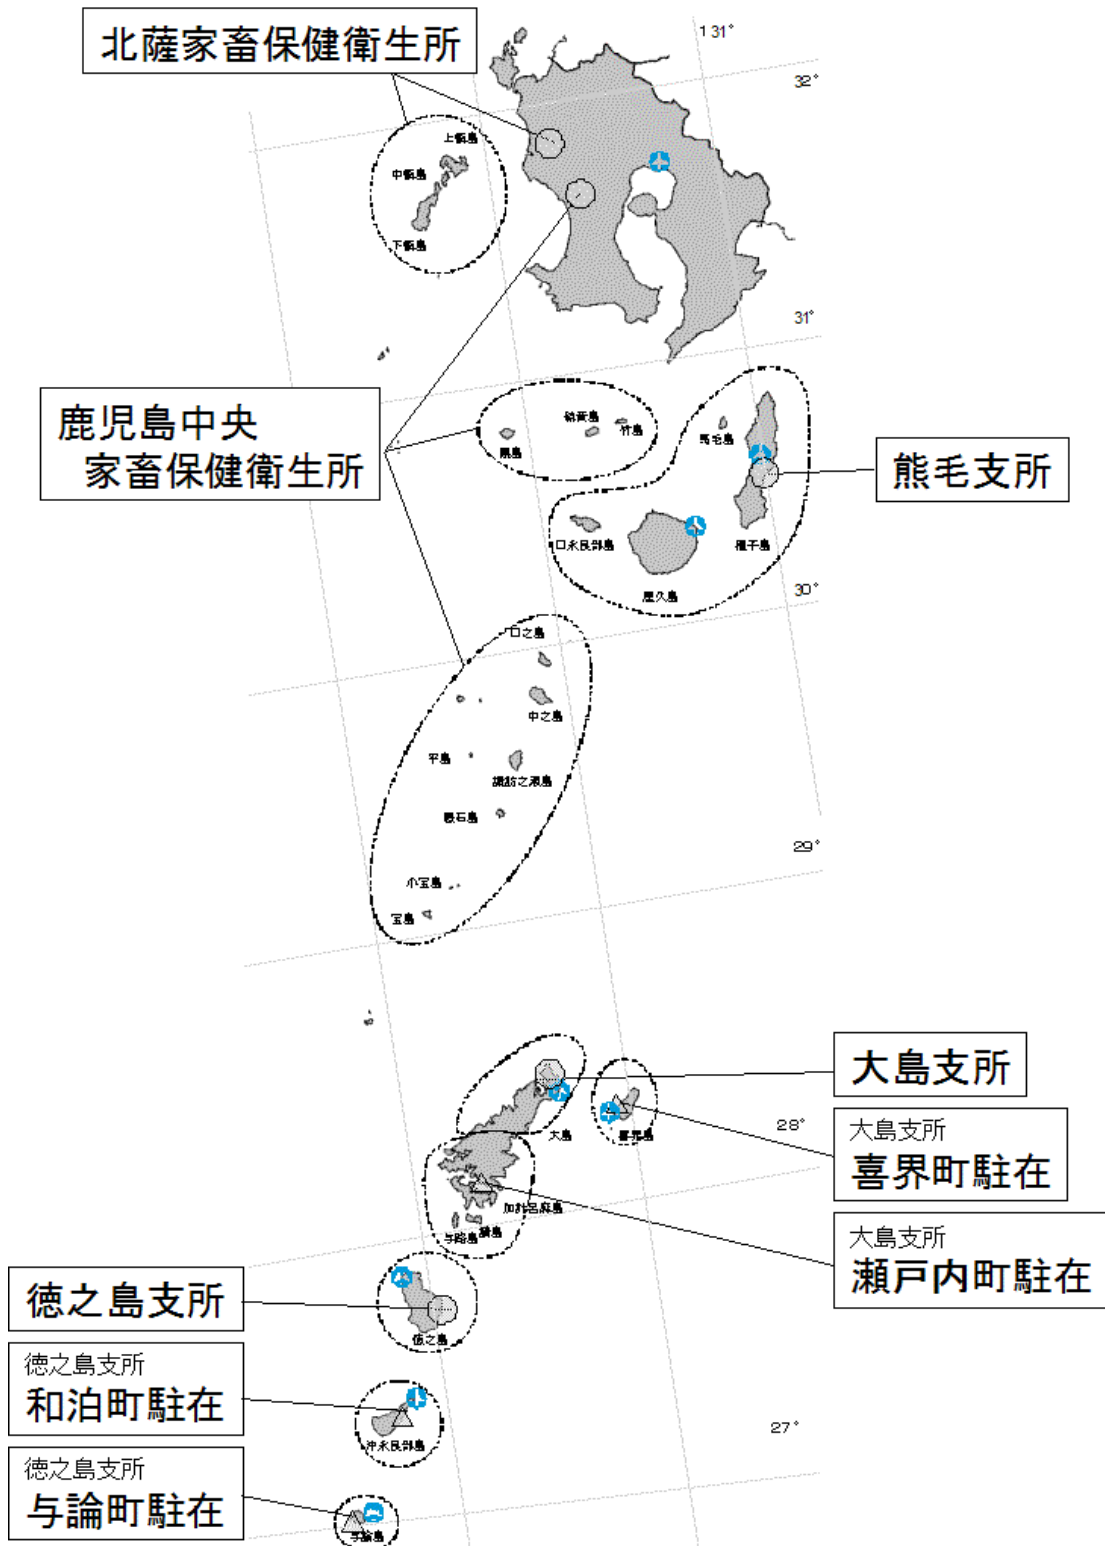 北薩家畜保健衛生所
131°
32°
上甑島
中甑島
下甑島
31°
鹿児島中央
家畜保健衛生所
硫黄島
竹島
黒島
馬毛島
熊毛支所
口永良部島
種子島
屋久島
30°
口之島
中之島
平島
諏訪之瀬島
悪石島
29°
小宝島
宝島
大島支所
大島
喜界島
28°
大島支所
喜界町駐在
加計呂麻島
与路島
請島
大島支所
瀬戸内町駐在
徳之島支所
徳之島
徳之島支所
和泊町駐在
沖永良部島
27°
徳之島支所
与論町駐在
与論島